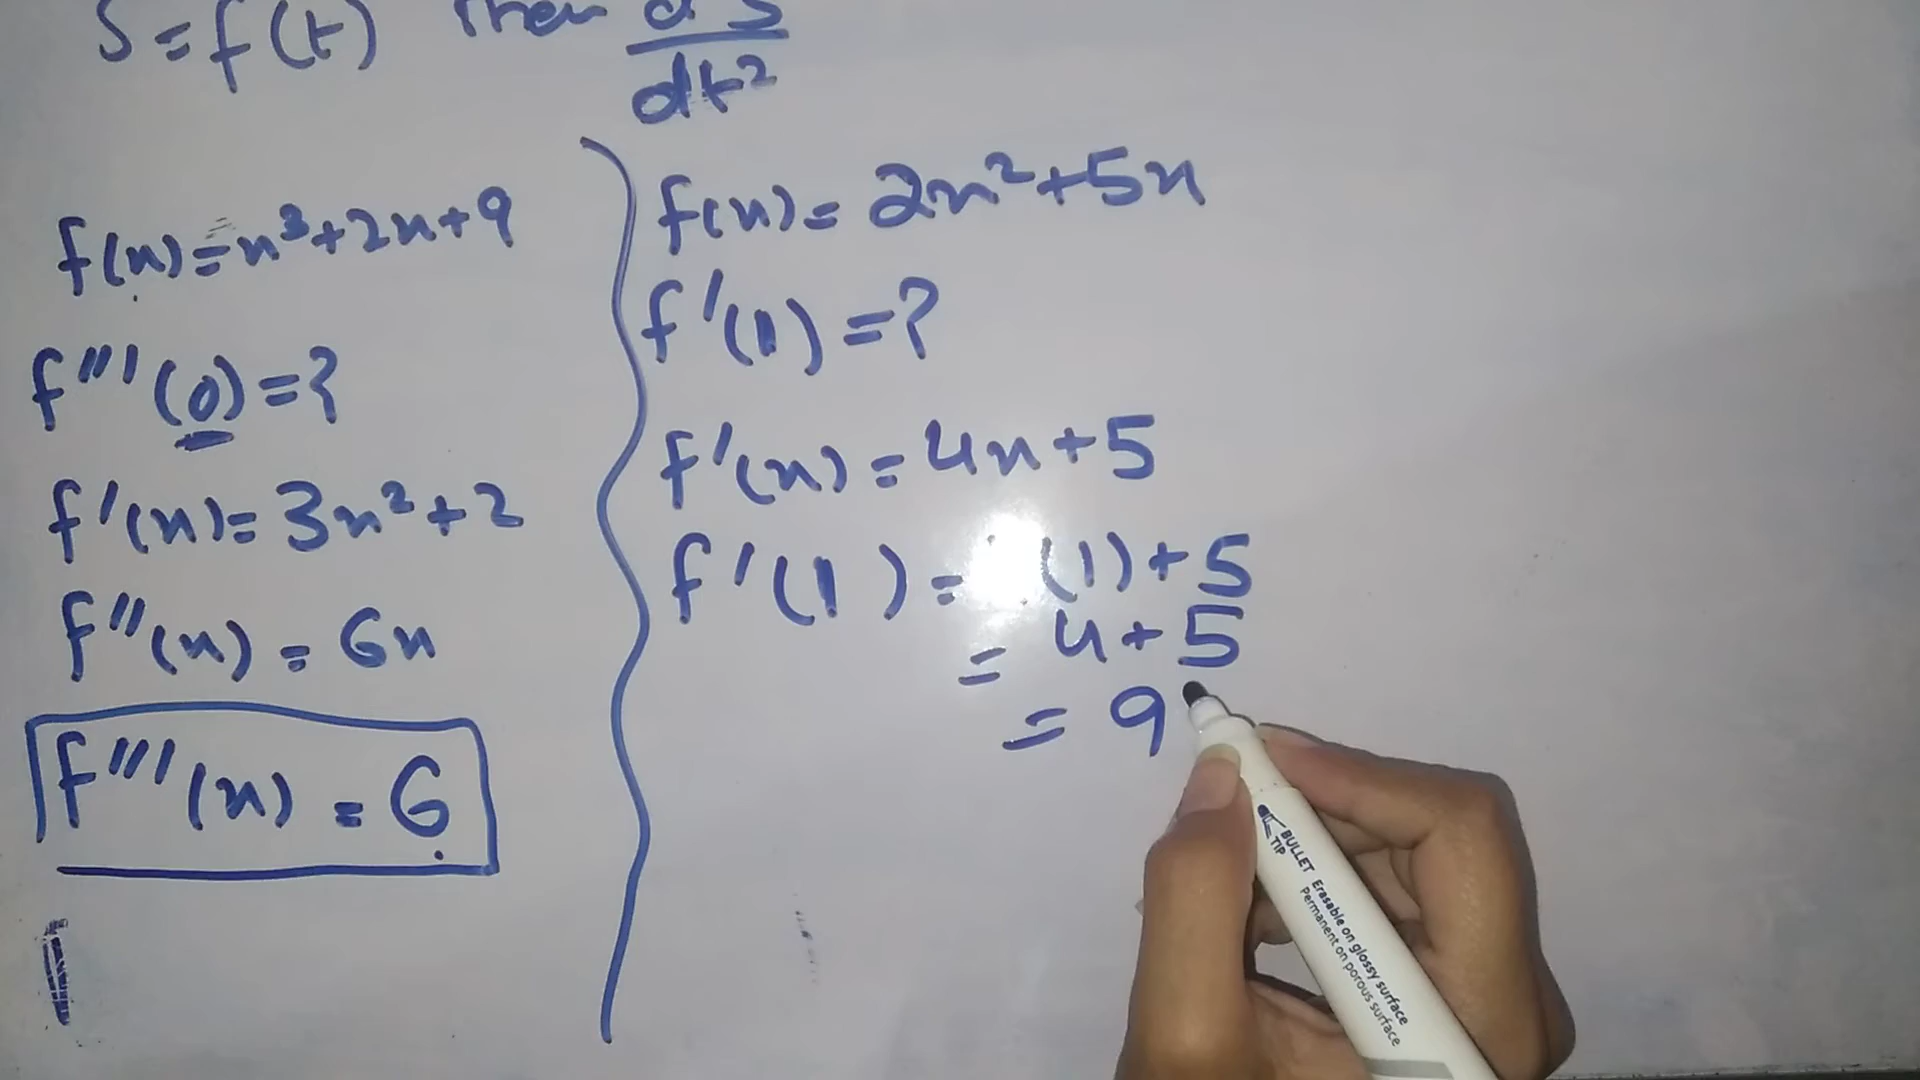 S = f(t) then d²S/dt²
f(x) = x³ + 2x + 9
f'''(0) = ?
f'(x) = 3x² + 2
f''(x) = 6x
f'''(x) = 6
f(x) = 2x² + 5x
f'(1) = ?
f'(x) = 4x + 5
f'(1) = (1) + 5
= 4 + 5
= 9
BULLET TIP
Erasable on glossy surface
Permanent on porous surface